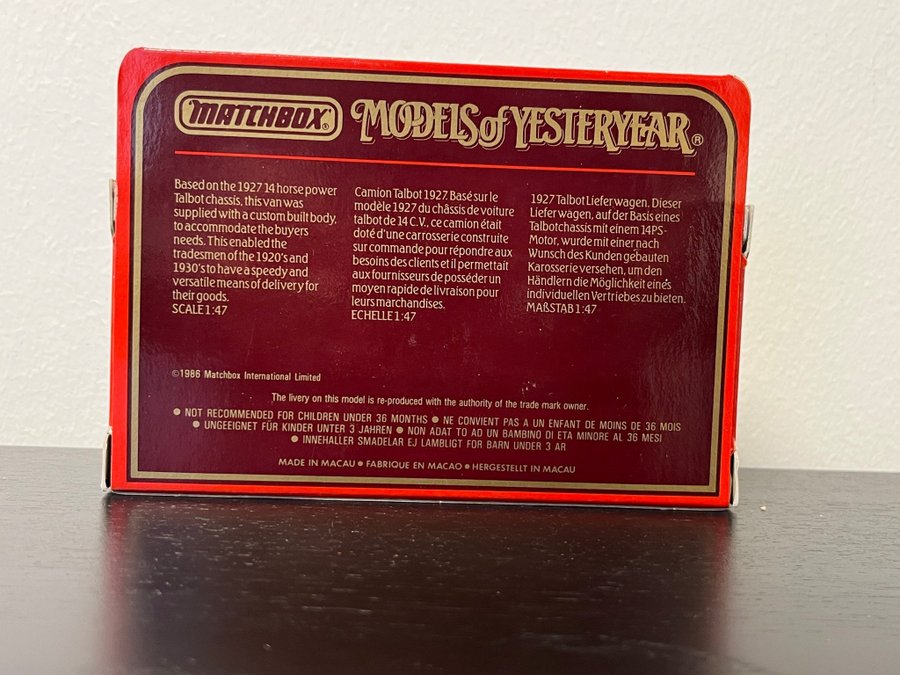 MATCHBOX® MODELS of YESTERYEAR®
Based on the 1927 14 horse power
Talbot chassis, this van was
supplied with a custom built body,
to accommodate the buyers
needs. This enabled the
tradesmen of the 1920's and
1930's to have a speedy and
versatile means of delivery for
their goods.
SCALE 1:47
Camion Talbot 1927. Basé sur le
modèle 1927 du châssis de voiture
talbot de 14 C.V., ce camion était
doté d'une carrosserie construite
sur commande pour répondre aux
besoins des clients et il permettait
aux fournisseurs de posséder un
moyen rapide de livraison pour
leurs marchandises.
ECHELLE 1:47
1927 Talbot Lieferwagen. Dieser
Lieferwagen, auf der Basis eines
Talbotchassis mit einem 14PS-
Motor, wurde mit einer nach
Wunsch des Kunden gebauten
Karosserie versehen, um den
Händlern die Möglichkeit eines
individuellen Vertriebes zu bieten.
MAßSTAB 1:47
©1986 Matchbox International Limited
The livery on this model is re-produced with the authority of the trade mark owner.
● NOT RECOMMENDED FOR CHILDREN UNDER 36 MONTHS ● NE CONVIENT PAS A UN ENFANT DE MOINS DE 36 MOIS
● UNGEEIGNET FÜR KINDER UNTER 3 JAHREN ● NON ADAT TO AD UN BAMBINO DI ETA MINORE AL 36 MESI
● INNEHALLER SMADELAR EJ LAMBLIGT FOR BARN UNDER 3 AR
MADE IN MACAU ● FABRIQUE EN MACAO ● HERGESTELLT IN MACAU